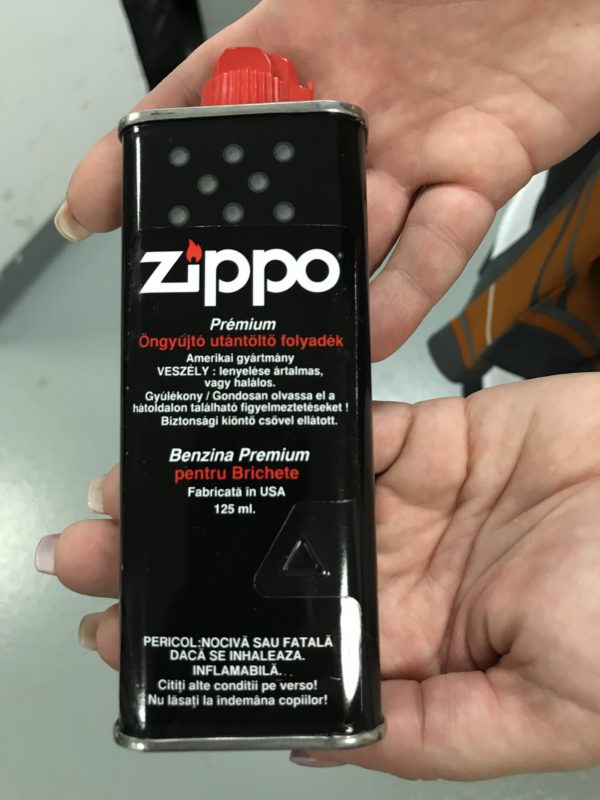 zippo
Prémium
Öngyújtó utántöltő folyadék
Amerikai gyártmány
VESZÉLY : lenyelése ártalmas,
vagy halálos.
Gyúlékony / Gondosan olvassa el a
hátoldalon található figyelmeztetéseket !
Biztonsági kiöntő csővel ellátott.
Benzina Premium
pentru Brichete
Fabricată în USA
125 ml.
PERICOL:NOCIVĂ SAU FATALĂ
DACĂ SE INHALEAZA.
INFLAMABILĂ.
Citiți alte conditii pe verso!
Nu lăsați la îndemâna copiilor!